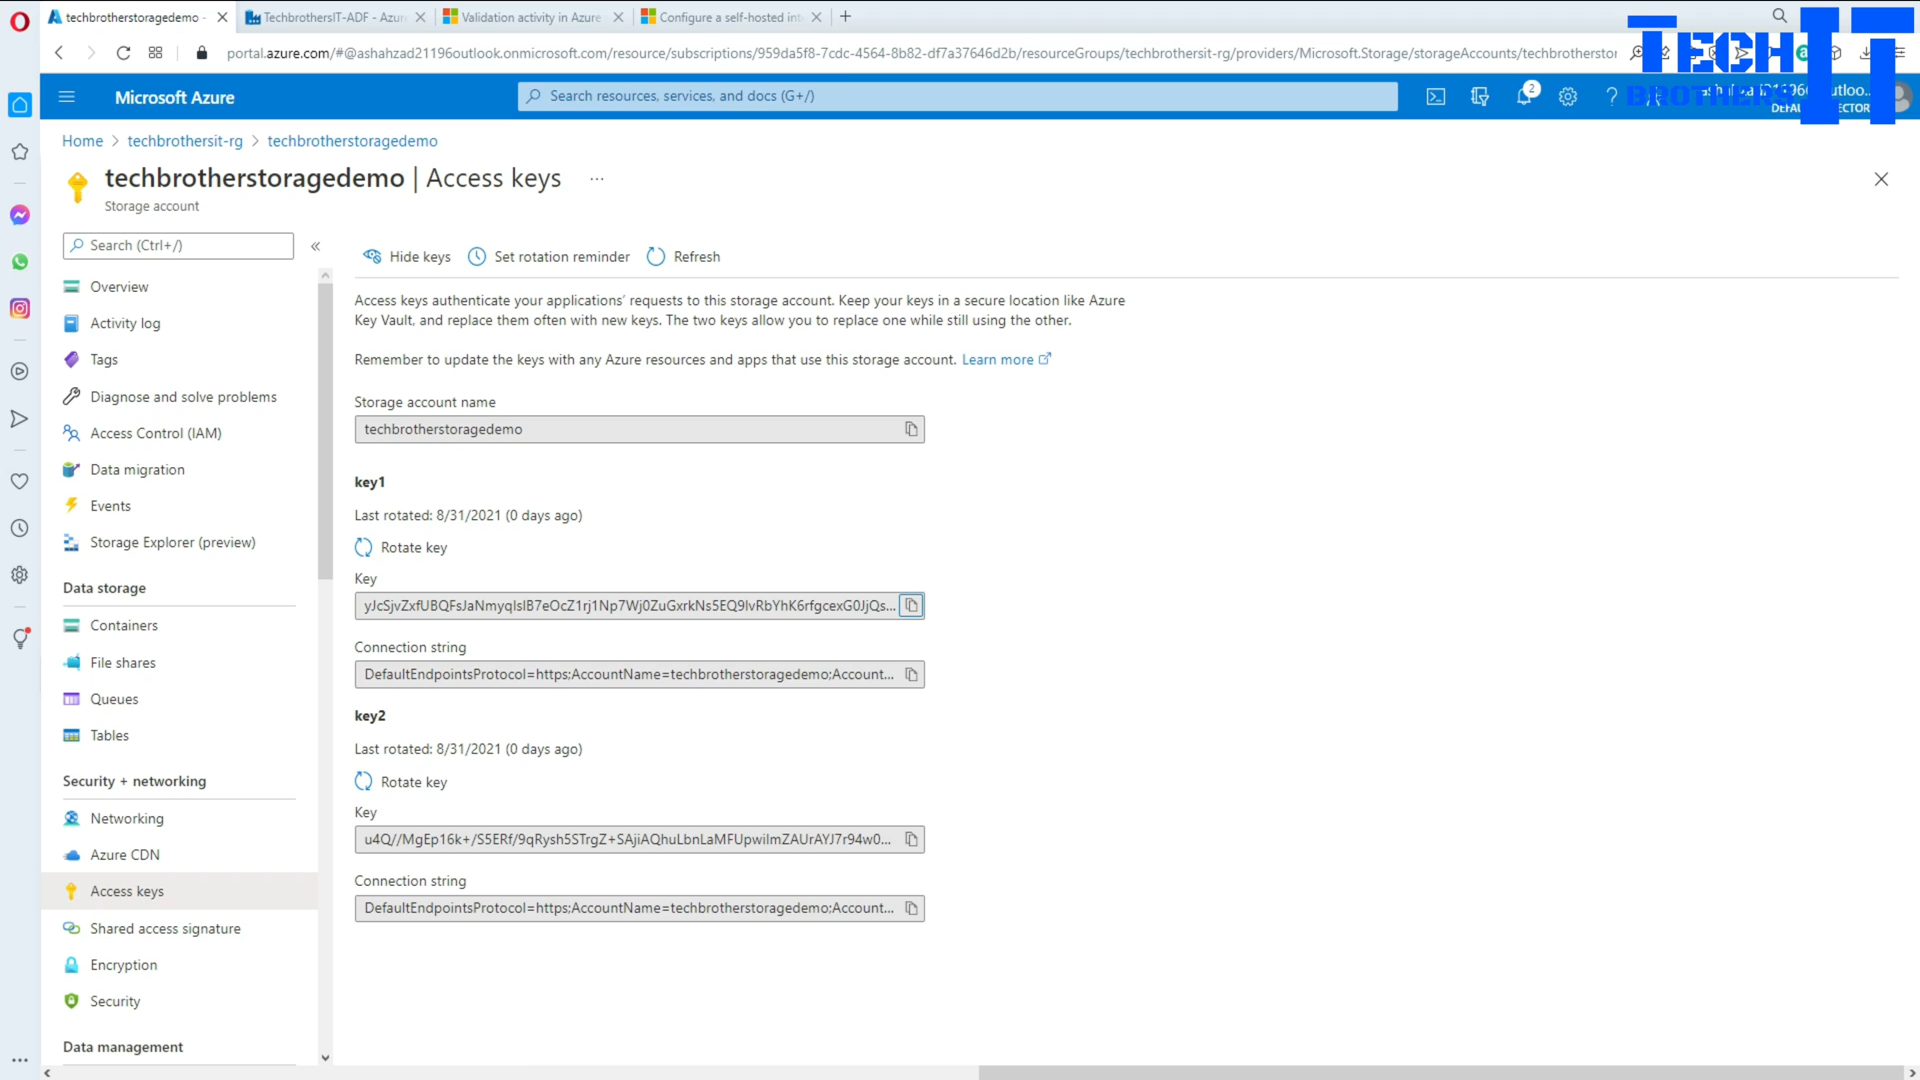 techbrotherstoragedemo -
TechbrothersIT-ADF - Azur
Validation activity in Azure
Configure a self-hosted int
portal.azure.com/#@ashahzad21196outlook.onmicrosoft.com/resource/subscriptions/959da5f8-7cdc-4564-8b82-df7a37646d2b/resourceGroups/techbrothersit-rg/providers/Microsoft.Storage/storageAccounts/techbrotherstor
TECH IT
BROTHERS
Microsoft Azure
Search resources, services, and docs (G+/)
2
Home > techbrothersit-rg > techbrotherstoragedemo
techbrotherstoragedemo | Access keys ...
Storage account
Search (Ctrl+/)
«
Overview
Activity log
Tags
Diagnose and solve problems
Access Control (IAM)
Data migration
Events
Storage Explorer (preview)
Data storage
Containers
File shares
Queues
Tables
Security + networking
Networking
Azure CDN
Access keys
Shared access signature
Encryption
Security
Data management
Hide keys
Set rotation reminder
Refresh
Access keys authenticate your applications' requests to this storage account. Keep your keys in a secure location like Azure
Key Vault, and replace them often with new keys. The two keys allow you to replace one while still using the other.
Remember to update the keys with any Azure resources and apps that use this storage account. Learn more
Storage account name
techbrotherstoragedemo
key1
Last rotated: 8/31/2021 (0 days ago)
Rotate key
Key
Connection string
DefaultEndpointsProtocol=https;AccountName=techbrotherstoragedemo;Account...
key2
Last rotated: 8/31/2021 (0 days ago)
Rotate key
Key
Connection string
DefaultEndpointsProtocol=https;AccountName=techbrotherstoragedemo;Account...